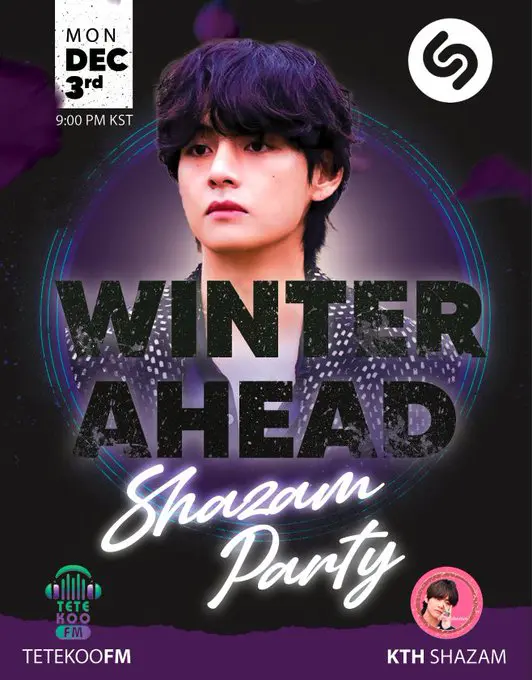 MON
DEC
3rd
9:00 PM KST
WINTER
AHEAD
Shazam
Party
TETE
KOO
FM
TETEKOOFM
KTH SHAZAM